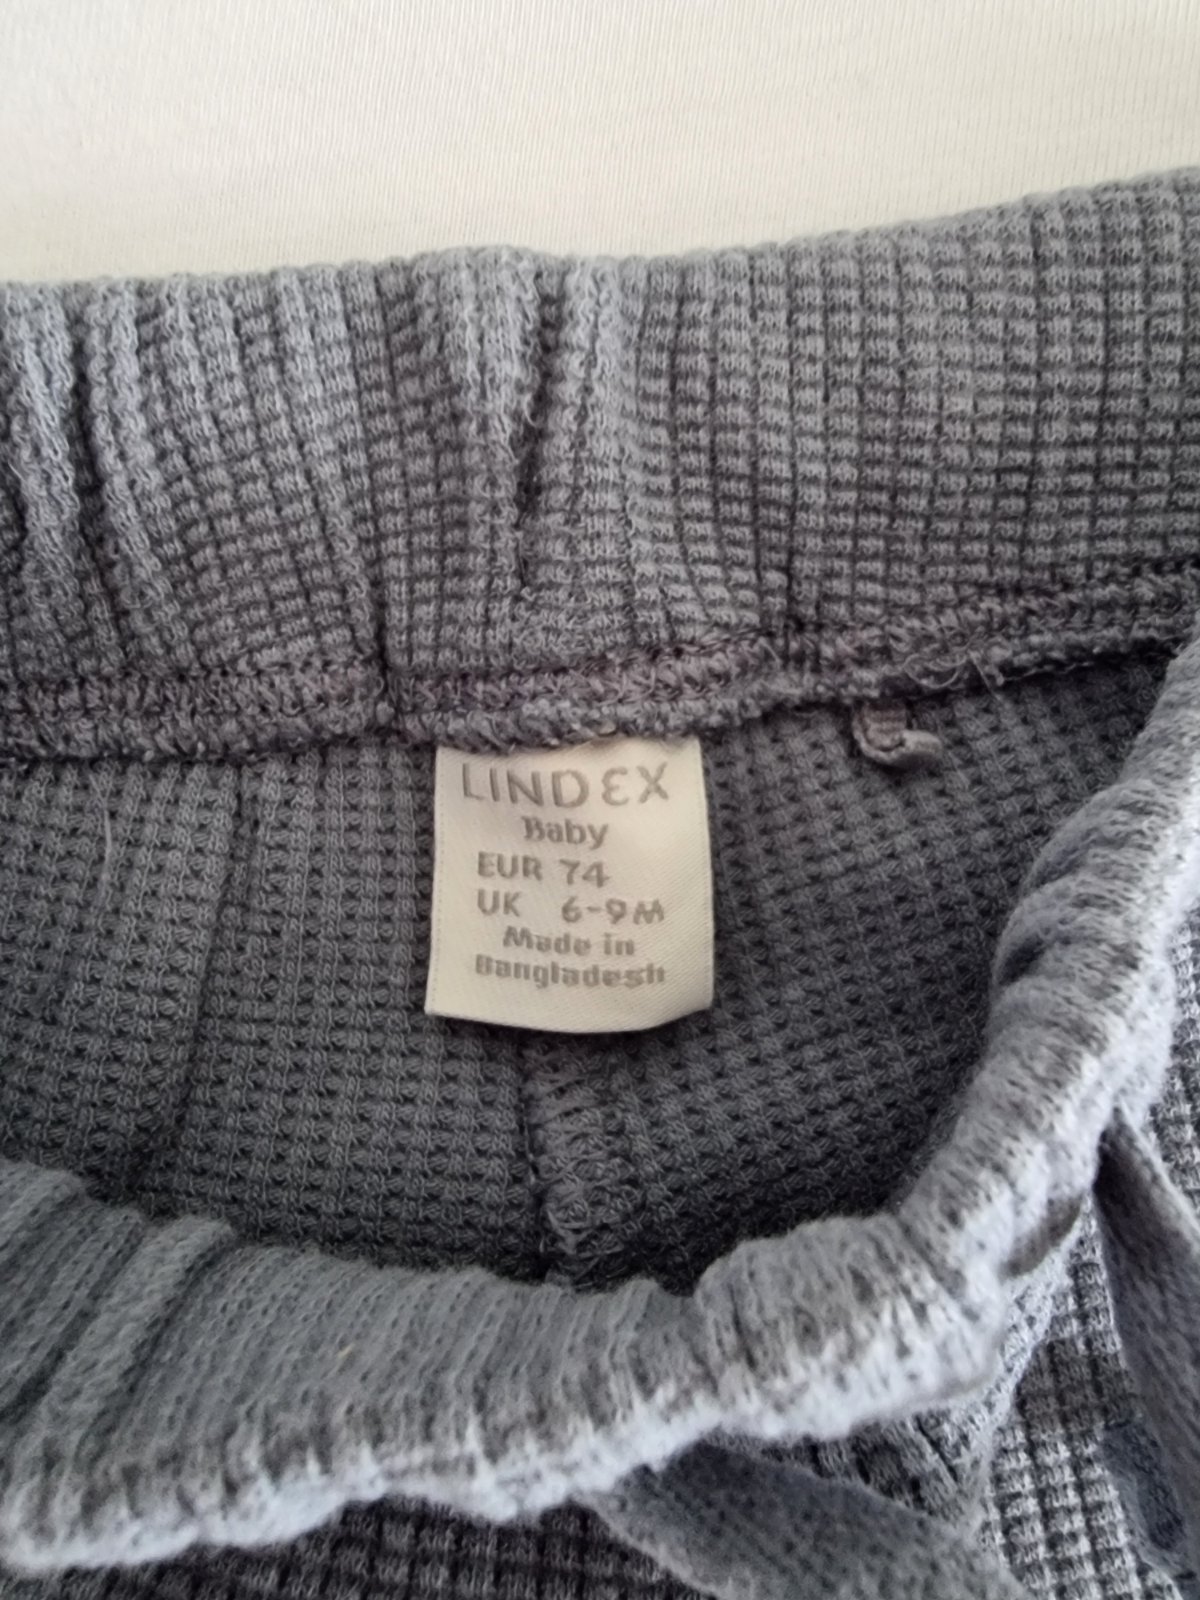 LINDEX
Baby
EUR 74
UK 6-9M
Made in
Bangladesh